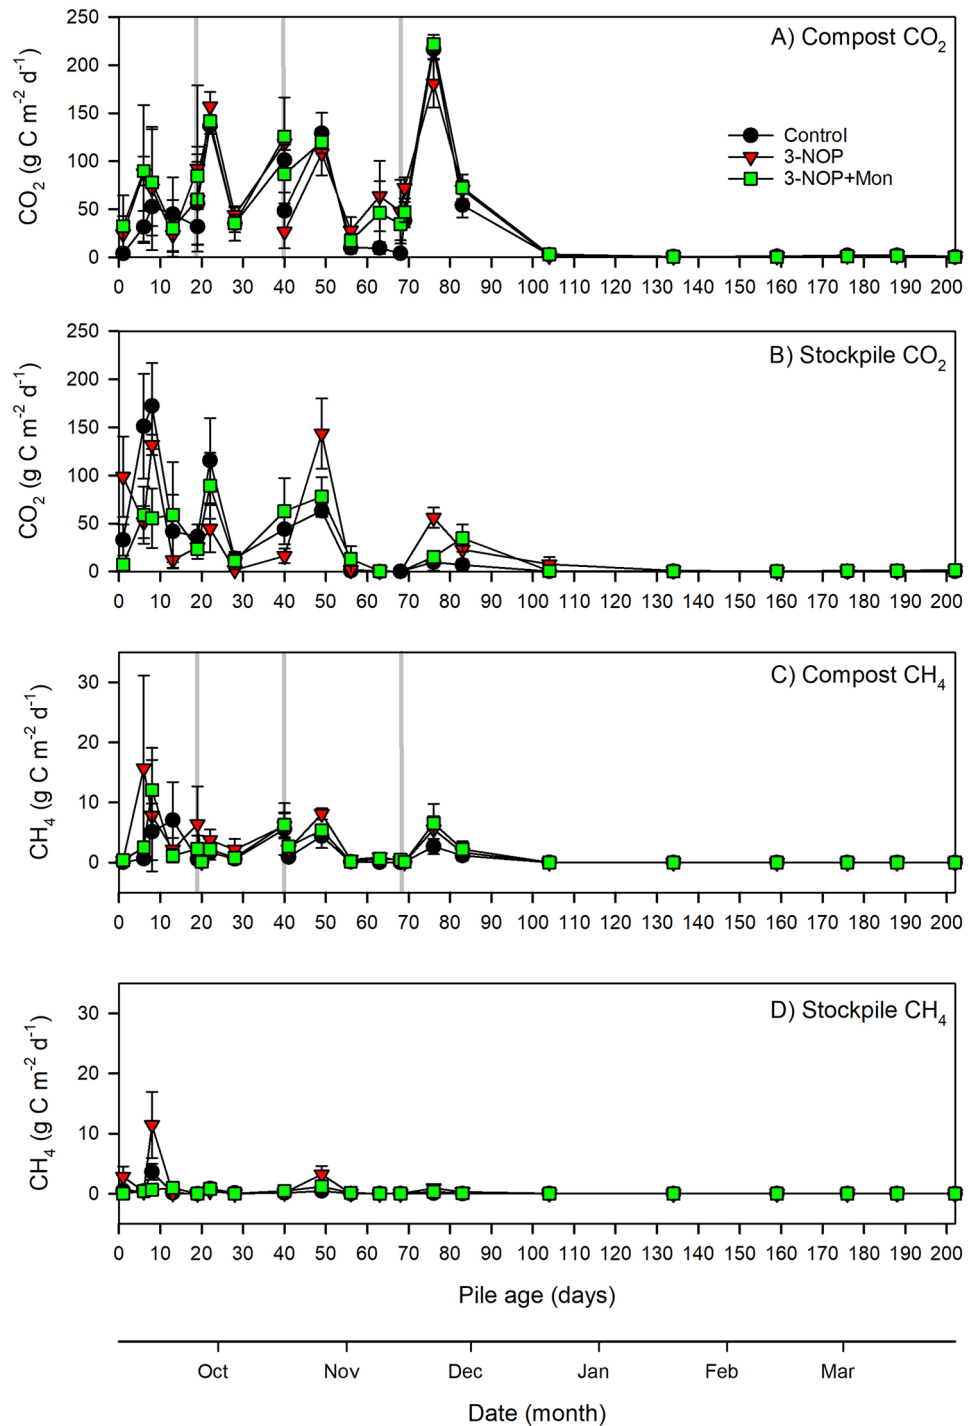 A) Compost CO2
CO2 (g C m-2 d-1)
250
200
150
100
50
0
Control
3-NOP
3-NOP+Mon
0 10 20 30 40 50 60 70 80 90 100 110 120 130 140 150 160 170 180 190 200
B) Stockpile CO2
CO2 (g C m-2 d-1)
250
200
150
100
50
0
0 10 20 30 40 50 60 70 80 90 100 110 120 130 140 150 160 170 180 190 200
C) Compost CH4
CH4 (g C m-2 d-1)
30
20
10
0
0 10 20 30 40 50 60 70 80 90 100 110 120 130 140 150 160 170 180 190 200
D) Stockpile CH4
CH4 (g C m-2 d-1)
30
20
10
0
0 10 20 30 40 50 60 70 80 90 100 110 120 130 140 150 160 170 180 190 200
Pile age (days)
Oct Nov Dec Jan Feb Mar
Date (month)